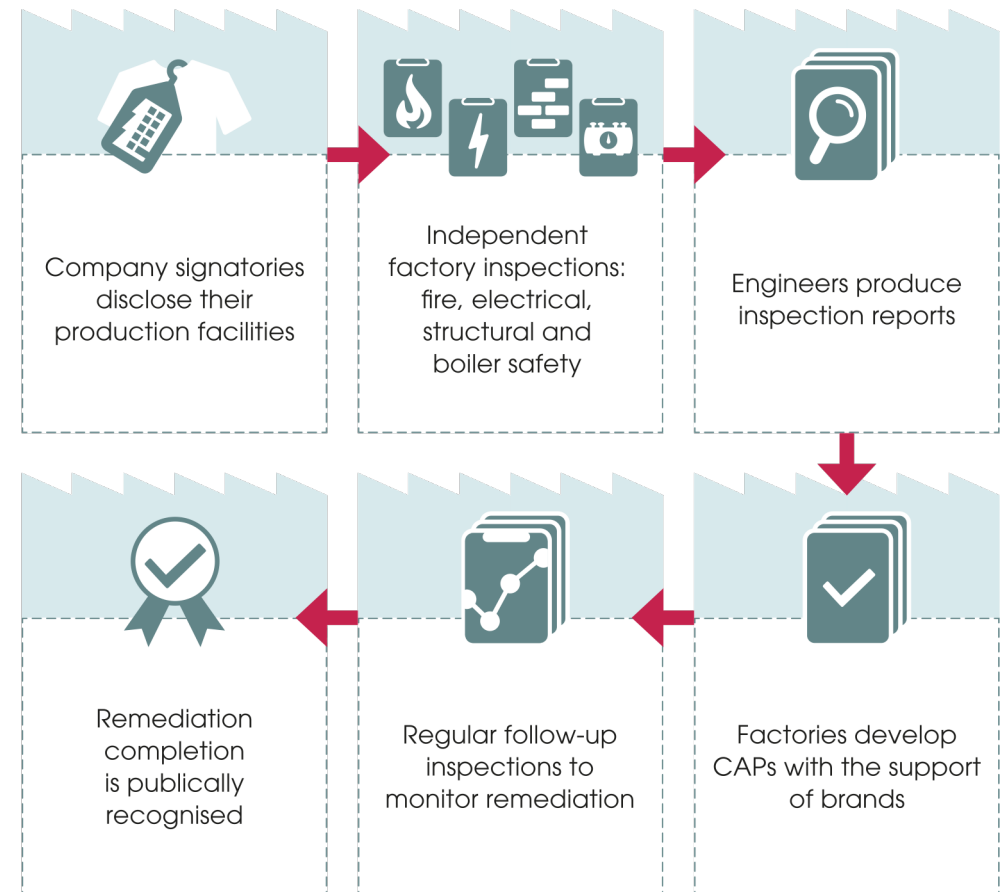 Company signatories
disclose their
production facilities
Independent
factory inspections:
fire, electrical,
structural and
boiler safety
Engineers produce
inspection reports
Factories develop
CAPs with the support
of brands
Regular follow-up
inspections to
monitor remediation
Remediation
completion
is publically
recognised